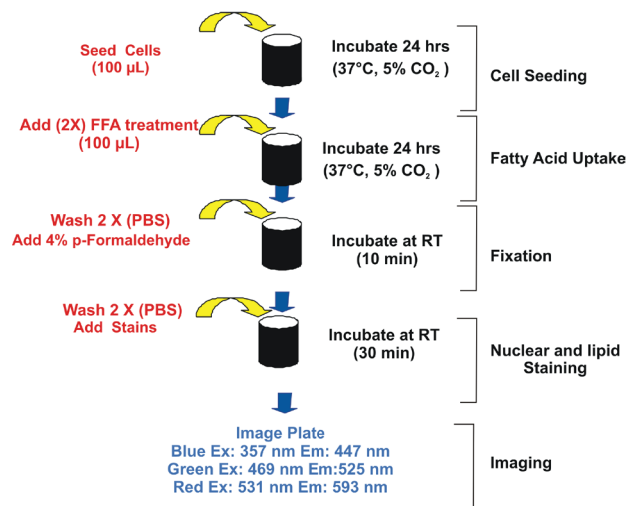 Seed Cells
(100 µL)
Incubate 24 hrs
(37°C, 5% CO₂ )
Cell Seeding
Add (2X) FFA treatment
(100 µL)
Incubate 24 hrs
(37°C, 5% CO₂ )
Fatty Acid Uptake
Wash 2 X (PBS)
Add 4% p-Formaldehyde
Incubate at RT
(10 min)
Fixation
Wash 2 X (PBS)
Add Stains
Incubate at RT
(30 min)
Nuclear and lipid
Staining
Image Plate
Blue Ex: 357 nm Em: 447 nm
Green Ex: 469 nm Em:525 nm
Red Ex: 531 nm Em: 593 nm
Imaging